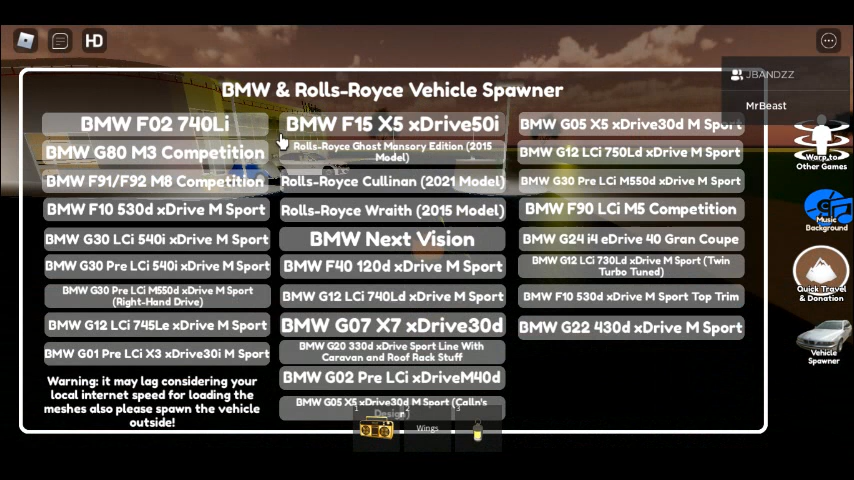 HD
JBANDZZ
MrBeast
BMW & Rolls-Royce Vehicle Spawner
BMW F02 740Li
BMW G80 M3 Competition
BMW F91/F92 M8 Competition
BMW F10 530d xDrive M Sport
BMW G30 LCi 540i xDrive M Sport
BMW G30 Pre LCi 540i xDrive M Sport
BMW G30 Pre LCi M550d xDrive M Sport
(Right-Hand Drive)
BMW G12 LCi 745Le xDrive M Sport
BMW G01 Pre LCi X3 xDrive30i M Sport
Warning: it may lag considering your
local internet speed for loading the
meshes also please spawn the vehicle
outside!
BMW F15 X5 xDrive50i
Rolls-Royce Ghost Mansory Edition (2015
Model)
Rolls-Royce Cullinan (2021 Model)
Rolls-Royce Wraith (2015 Model)
BMW Next Vision
BMW F40 120d xDrive M Sport
BMW G12 LCi 740Ld xDrive M Sport
BMW G07 X7 xDrive30d
BMW G20 330d xDrive Sport Line With
Caravan and Roof Rack Stuff
BMW G02 Pre LCi xDriveM40d
BMW G05 X5 xDrive30d M Sport (Calln's
Design)
BMW G05 X5 xDrive30d M Sport
BMW G12 LCi 750Ld xDrive M Sport
BMW G30 Pre LCi M550d xDrive M Sport
BMW F90 LCi M5 Competition
BMW G24 i4 eDrive 40 Gran Coupe
BMW G12 LCi 730Ld xDrive M Sport (Twin
Turbo Tuned)
BMW F10 530d xDrive M Sport Top Trim
BMW G22 430d xDrive M Sport
Warp to
Other Games
Music
Background
Quick Travel
& Donation
Vehicle
Spawner
1
2
3
Wings